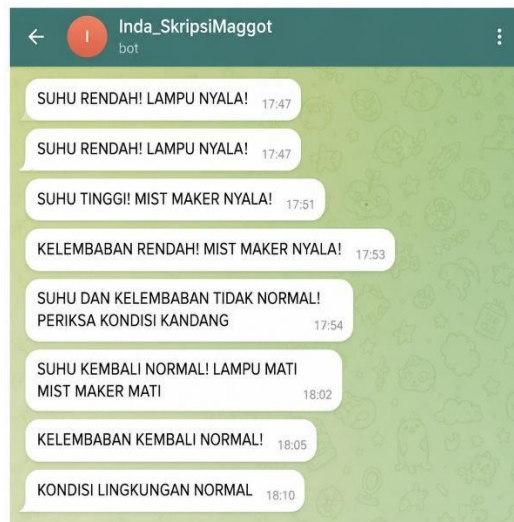 I
Inda_SkripsiMaggot
bot
SUHU RENDAH! LAMPU NYALA! 17:47
SUHU RENDAH! LAMPU NYALA! 17:47
SUHU TINGGI! MIST MAKER NYALA! 17:51
KELEMBABAN RENDAH! MIST MAKER NYALA! 17:53
SUHU DAN KELEMBABAN TIDAK NORMAL!
PERIKSA KONDISI KANDANG 17:54
SUHU KEMBALI NORMAL! LAMPU MATI
MIST MAKER MATI 18:02
KELEMBABAN KEMBALI NORMAL! 18:05
KONDISI LINGKUNGAN NORMAL 18:10